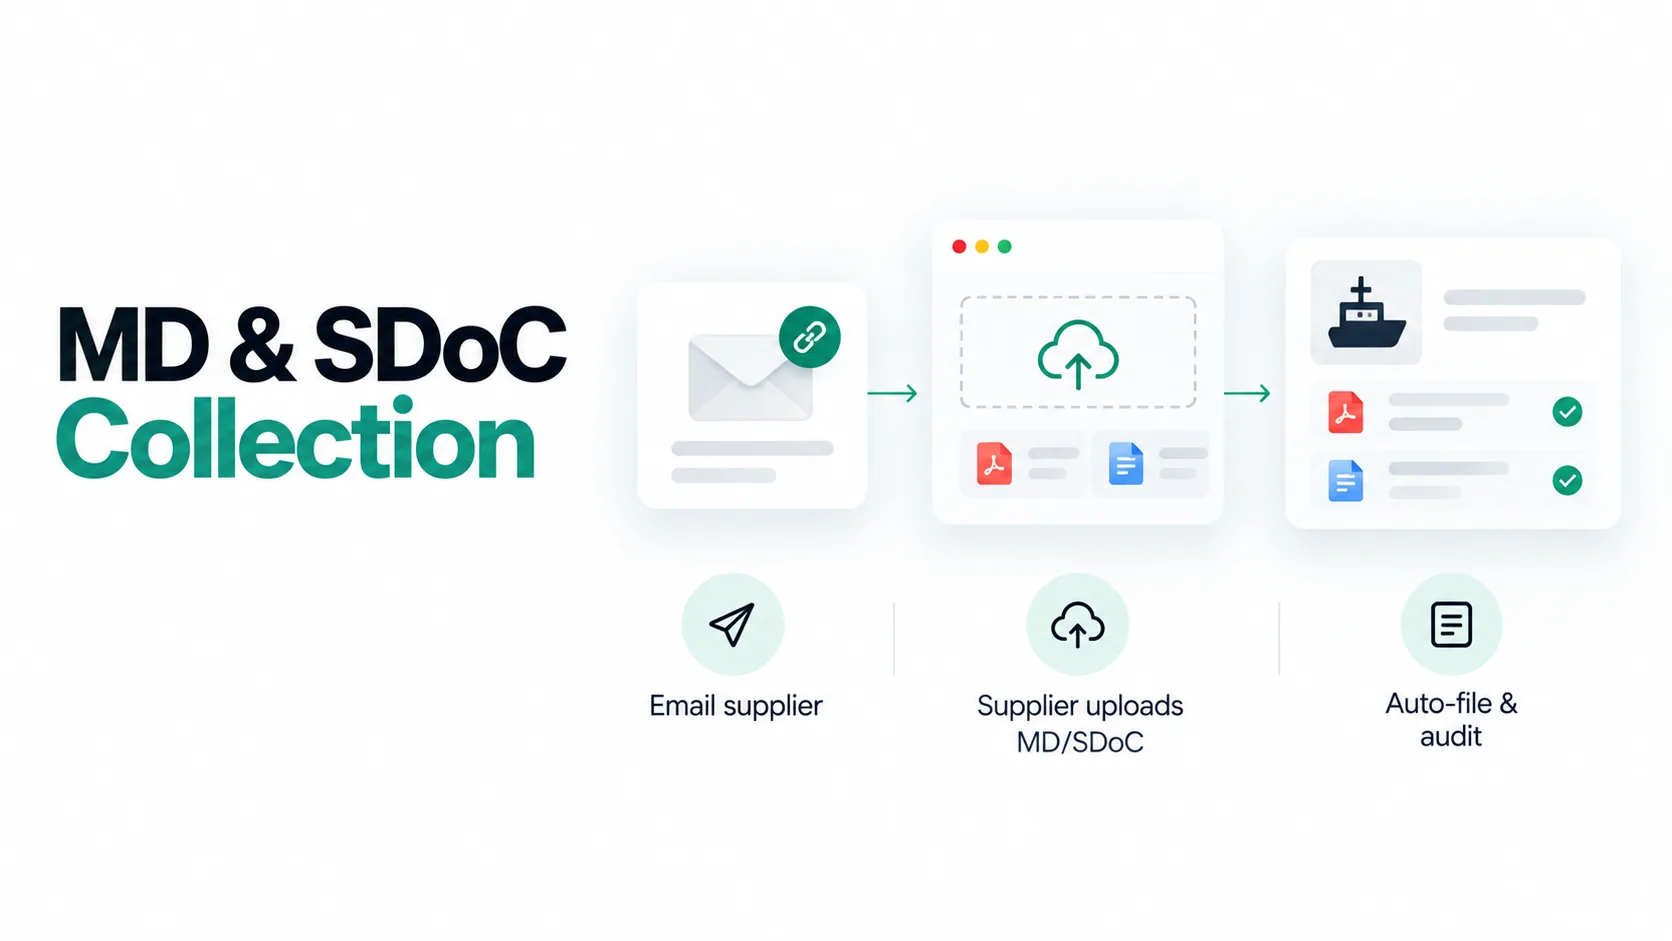 MD & SDoC
Collection
Email supplier
Supplier uploads
MD/SDoC
Auto-file &
audit